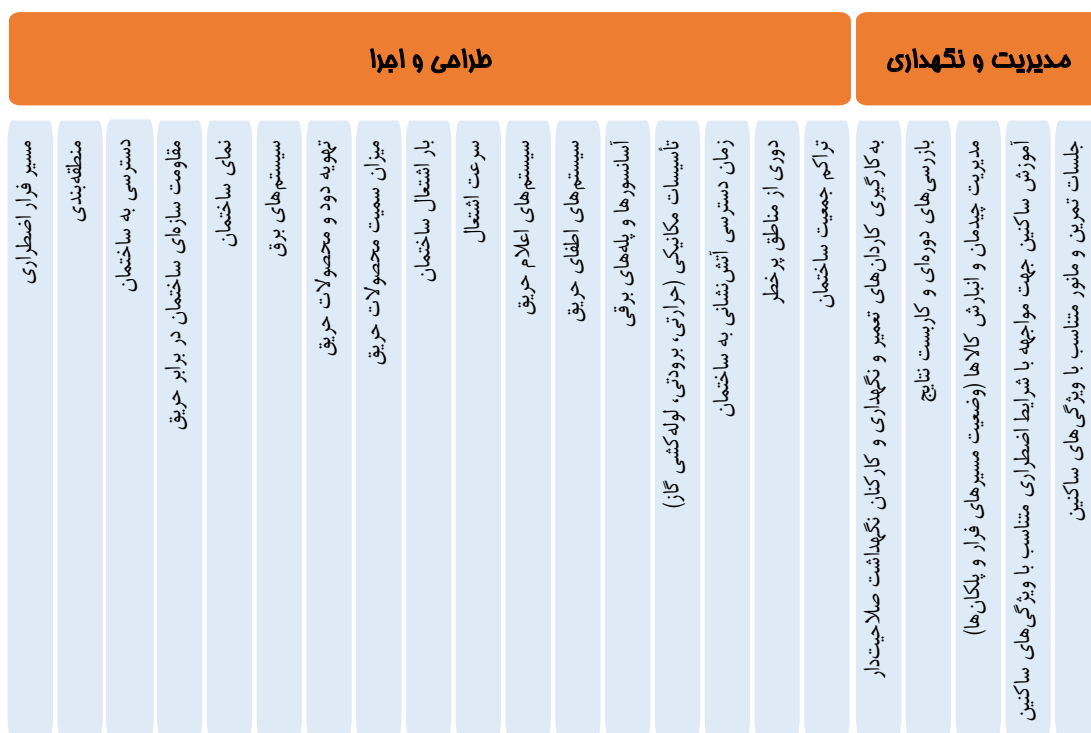 مدیریت و نگهداری
جلسات تمرین و مانور متناسب با ویژگی‌های ساکنین
آموزش ساکنین جهت مواجهه با شرایط اضطراری متناسب با ویژگی‌های ساکنین
مدیریت چیدمان و انبارش کالاها (وضعیت مسیرهای فرار و پلکان‌ها)
بازرسی‌های دوره‌ای و کاربست نتایج
به کارگیری کاردان‌های تعمیر و نگهداری و کارکنان نگهداشت صلاحیت‌دار
طراحی و اجرا
تراکم جمعیت ساختمان
دوری از مناطق پرخطر
زمان دسترسی آتش‌نشانی به ساختمان
تأسیسات مکانیکی (حرارتی، برودتی، لوله‌کشی گاز)
آسانسورها و پله‌های برقی
سیستم‌های اطفای حریق
سیستم‌های اعلام حریق
سرعت اشتعال
بار اشتعال ساختمان
میزان سمیت محصولات حریق
تهویه دود و محصولات حریق
سیستم‌های برق
نمای ساختمان
مقاومت سازه‌ای ساختمان در برابر حریق
دسترسی به ساختمان
منطقه‌بندی
مسیر فرار اضطراری